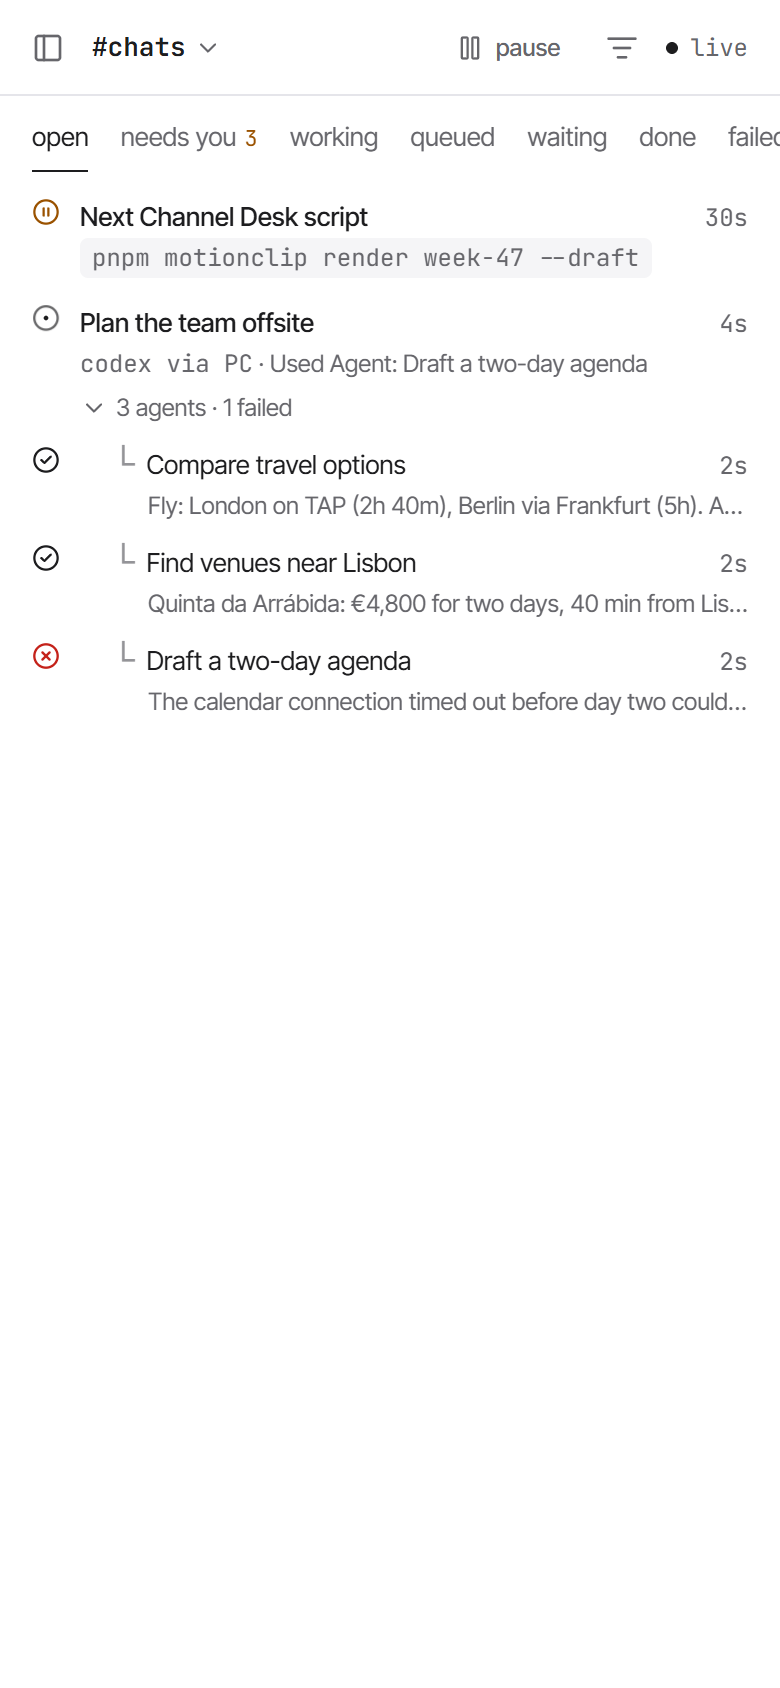 #chats
pause
live
open needs you 3 working queued waiting done failed
Next Channel Desk script 30s
pnpm motionclip render week-47 --draft
Plan the team offsite 4s
codex via PC · Used Agent: Draft a two-day agenda
3 agents · 1 failed
Compare travel options 2s
Fly: London on TAP (2h 40m), Berlin via Frankfurt (5h). A…
Find venues near Lisbon 2s
Quinta da Arrábida: €4,800 for two days, 40 min from Lis…
Draft a two-day agenda 2s
The calendar connection timed out before day two could…